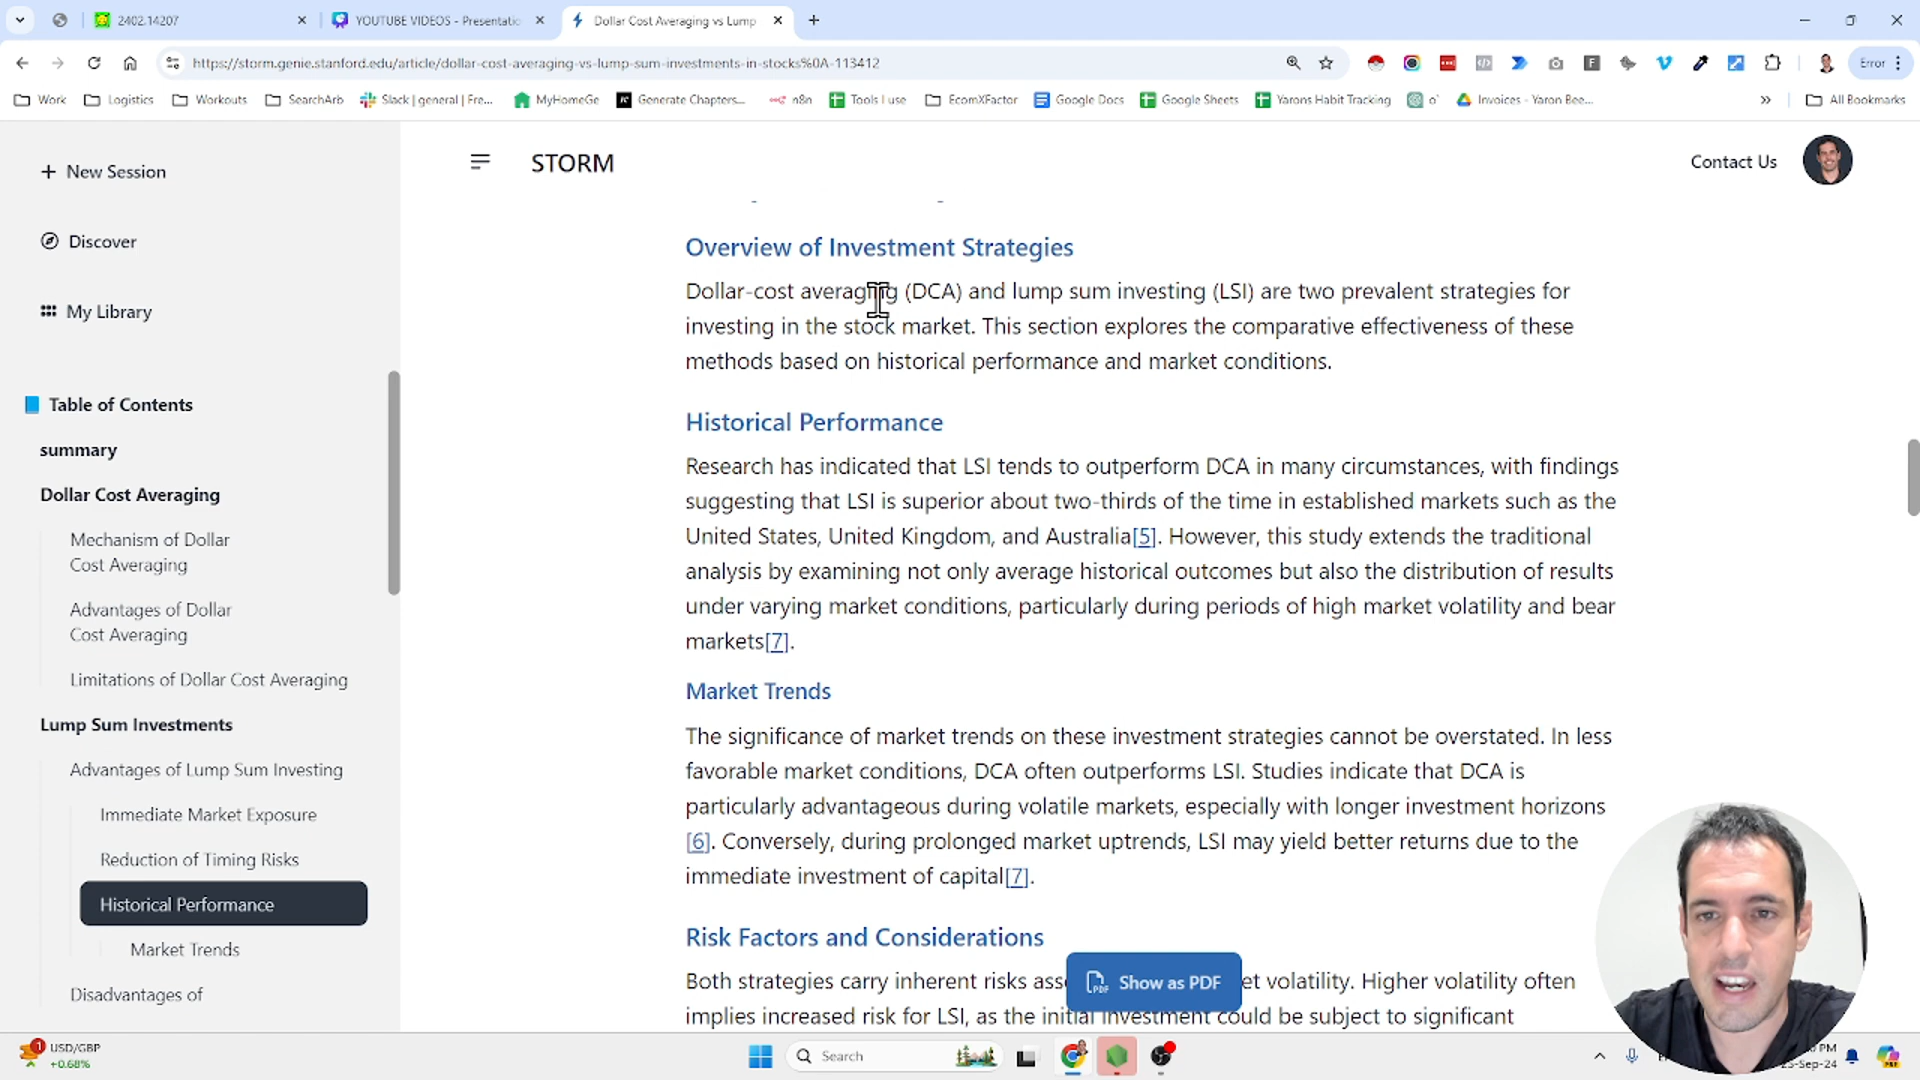 2402.14207
YOUTUBE VIDEOS - Presentatio
Dollar Cost Averaging vs Lump
https://storm.genie.stanford.edu/article/dollar-cost-averaging-vs-lump-sum-investments-in-stocks%0A-113412
Error
Work
Logistics
Workouts
SearchArb
Slack | general | Fre...
MyHomeGe
Generate Chapters...
n8n
Tools I use
EcomXFactor
Google Docs
Google Sheets
Yarons Habit Tracking
Invoices - Yaron Bee...
All Bookmarks
New Session
Discover
My Library
Table of Contents
summary
Dollar Cost Averaging
Mechanism of Dollar
Cost Averaging
Advantages of Dollar
Cost Averaging
Limitations of Dollar Cost Averaging
Lump Sum Investments
Advantages of Lump Sum Investing
Immediate Market Exposure
Reduction of Timing Risks
Historical Performance
Market Trends
Disadvantages of
STORM
Contact Us
Overview of Investment Strategies
Dollar-cost averaging (DCA) and lump sum investing (LSI) are two prevalent strategies for
investing in the stock market. This section explores the comparative effectiveness of these
methods based on historical performance and market conditions.
Historical Performance
Research has indicated that LSI tends to outperform DCA in many circumstances, with findings
suggesting that LSI is superior about two-thirds of the time in established markets such as the
United States, United Kingdom, and Australia[5]. However, this study extends the traditional
analysis by examining not only average historical outcomes but also the distribution of results
under varying market conditions, particularly during periods of high market volatility and bear
markets[7].
Market Trends
The significance of market trends on these investment strategies cannot be overstated. In less
favorable market conditions, DCA often outperforms LSI. Studies indicate that DCA is
particularly advantageous during volatile markets, especially with longer investment horizons
[6]. Conversely, during prolonged market uptrends, LSI may yield better returns due to the
immediate investment of capital[7].
Risk Factors and Considerations
Both strategies carry inherent risks ass et volatility. Higher volatility often
implies increased risk for LSI, as the initial investment could be subject to significant
Show as PDF
1
USD/GBP
+0.68%
Search
PM
-Sep-24